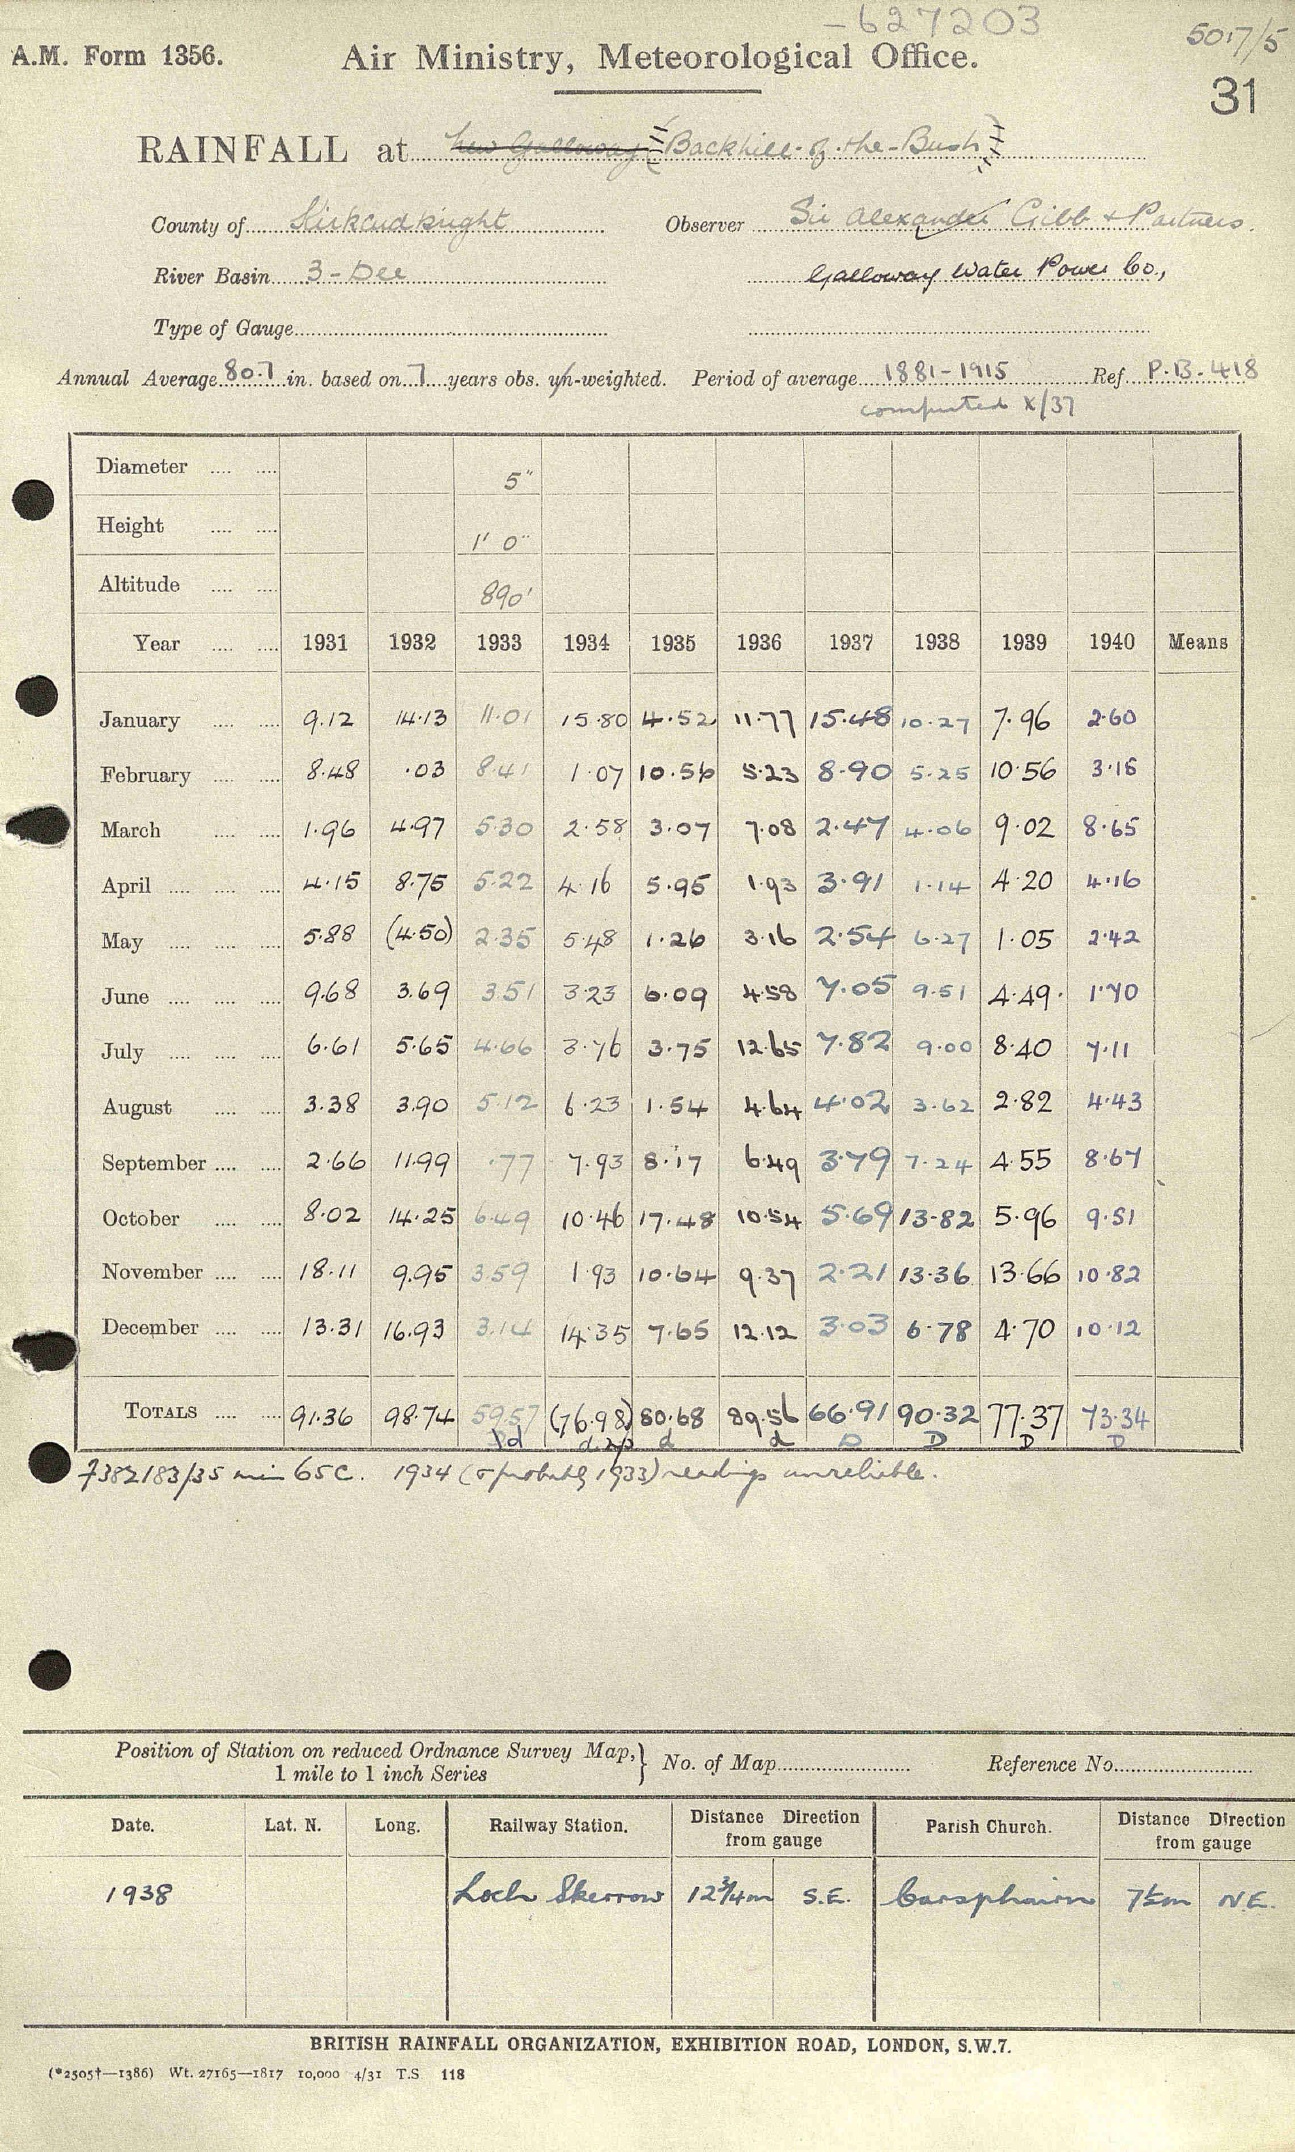 -627203
5017/5
A.M. Form 1356.
Air Ministry, Meteorological Office.
31
RAINFALL at New Galloway (Backhill-of-the-Bush)
County of Kirkcudbright Observer Sir Alexander Gibb & Partners.
River Basin 3-Dee Galloway Water Power Co.,
Type of Gauge
Annual Average 80.7 in. based on 7 years obs. un-weighted. Period of average 1881-1915 Ref. P.B. 418
computed X/37
Diameter .... .... 5"
Height .... .... 1' 0"
Altitude .... .... 890'
Year .... .... 1931 1932 1933 1934 1935 1936 1937 1938 1939 1940 Means
January .... .... 9.12 14.13 11.01 15.80 4.52 11.77 15.48 10.27 7.96 2.60
February .... .... 8.48 .03 8.41 1.07 10.56 5.23 8.90 5.25 10.56 3.15
March .... .... 1.96 4.97 5.30 2.58 3.07 7.08 2.47 4.06 9.02 8.65
April .... .... .... 4.15 8.75 5.22 4.16 5.95 1.93 3.91 1.14 4.20 4.16
May .... .... .... 5.88 (4.50) 2.35 5.48 1.26 3.16 2.54 6.27 1.05 2.42
June .... .... .... 9.68 3.69 3.51 3.23 6.09 4.58 7.05 9.51 4.49 1.70
July .... .... .... 6.61 5.65 4.66 3.76 3.75 12.65 7.82 9.00 8.40 7.11
August .... .... 3.38 3.90 5.12 6.23 1.54 4.64 4.02 3.62 2.82 4.43
September .... .... 2.66 11.99 .77 7.93 8.17 6.49 3.79 7.24 4.55 8.67
October .... .... 8.02 14.25 6.49 10.46 17.48 10.54 5.69 13.82 5.96 9.51
November .... .... 18.11 9.95 3.59 1.93 10.64 9.37 2.21 13.36 13.66 10.82
December .... .... 13.31 16.93 3.14 14.35 7.65 12.12 3.03 6.78 4.70 10.12
TOTALS .... .... 91.36 98.74 59.57 (76.98) 80.68 89.56 66.91 90.32 77.37 73.34
d d d D D D D
7382183/35 min 65C. 1934 (& probably 1933) readings unreliable.
Position of Station on reduced Ordnance Survey Map, } No. of Map Reference No.
1 mile to 1 inch Series
Date. Lat. N. Long. Railway Station. Distance Direction from gauge Parish Church. Distance Direction from gauge
1938 Loch Skerrow 12¾m S.E. Carsphairn 7½m N.E.
BRITISH RAINFALL ORGANIZATION, EXHIBITION ROAD, LONDON, S.W.7.
(*2505†—1386) Wt. 27165—1817 10,000 4/31 T.S 118